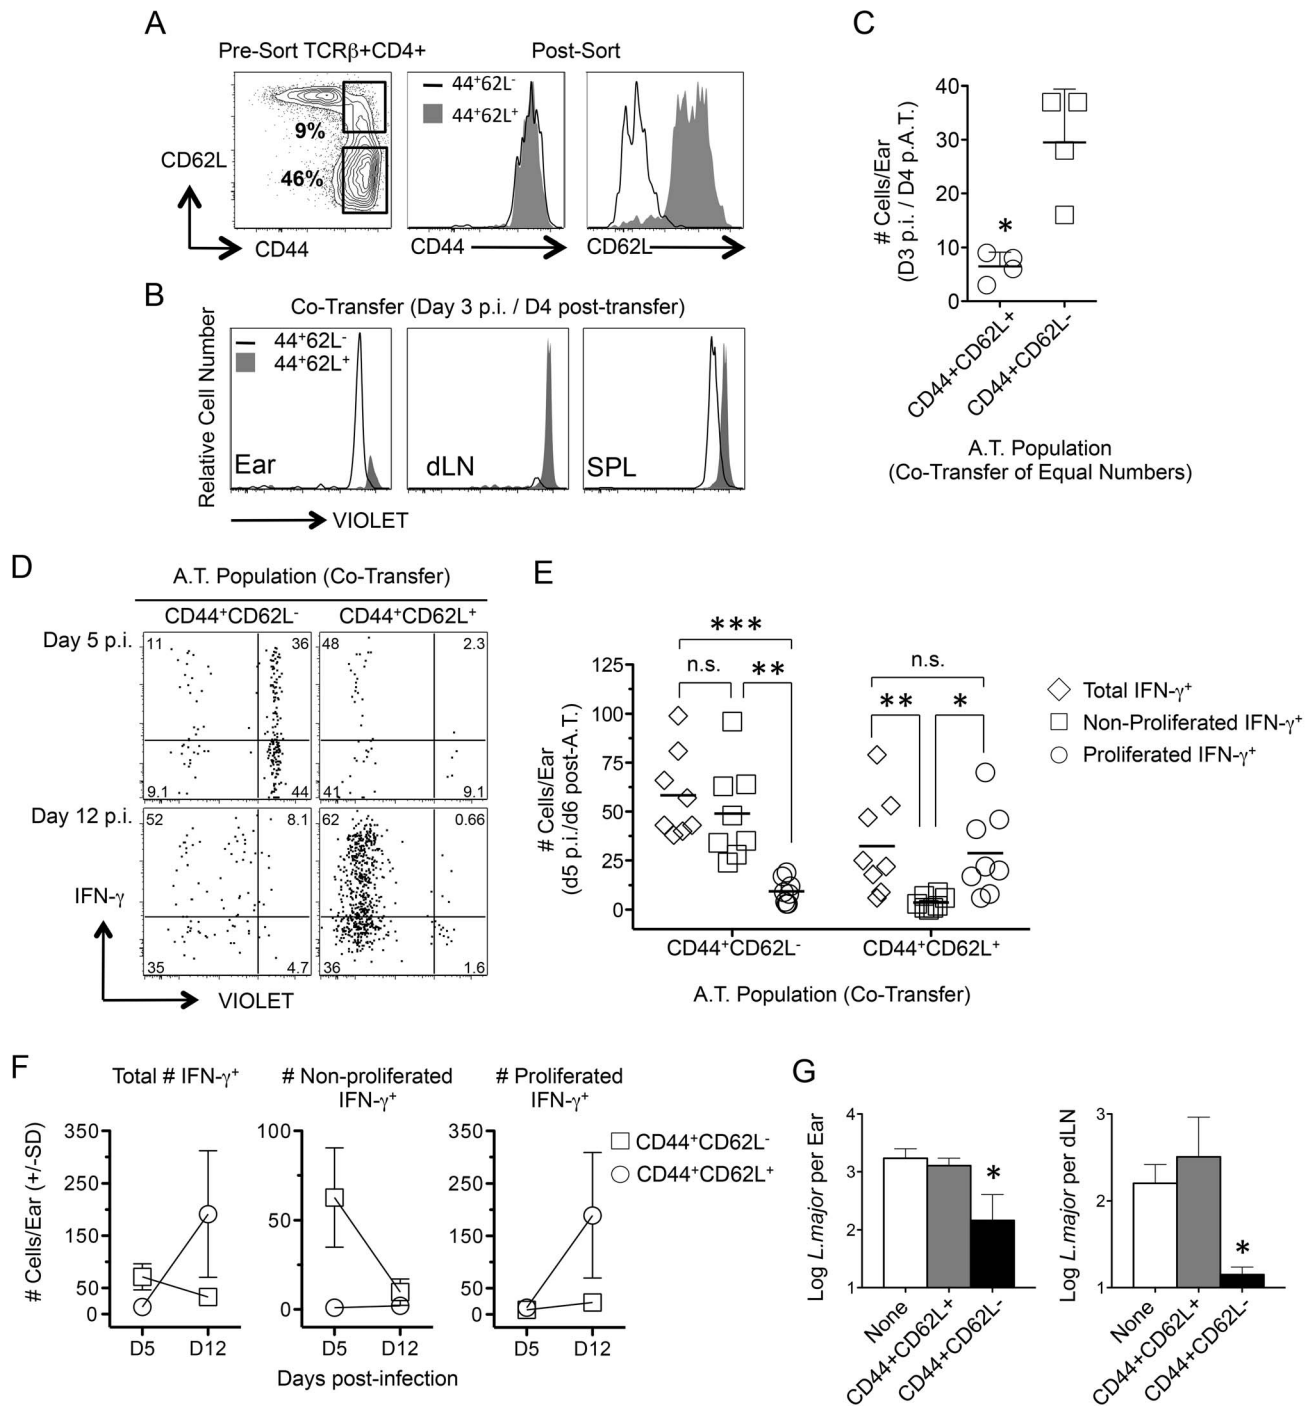 A
Pre-Sort TCRβ+CD4+
Post-Sort
9%
46%
CD62L
CD44
44⁺62L⁻
44⁺62L⁺
CD44
CD62L
B
Co-Transfer (Day 3 p.i. / D4 post-transfer)
Relative Cell Number
44⁺62L⁻
44⁺62L⁺
Ear
dLN
SPL
VIOLET
C
# Cells/Ear
(D3 p.i. / D4 p.A.T.)
40
30
20
10
0
*
CD44+CD62L+
CD44+CD62L-
A.T. Population
(Co-Transfer of Equal Numbers)
D
A.T. Population (Co-Transfer)
CD44⁺CD62L⁻
CD44⁺CD62L⁺
Day 5 p.i.
11
36
9.1
44
48
2.3
41
9.1
Day 12 p.i.
52
8.1
35
4.7
62
0.66
36
1.6
IFN-γ
VIOLET
E
# Cells/Ear
(d5 p.i./d6 post-A.T.)
125
100
75
50
25
0
***
n.s.
**
n.s.
**
*
CD44⁺CD62L⁻
CD44⁺CD62L⁺
A.T. Population (Co-Transfer)
Total IFN-γ⁺
Non-Proliferated IFN-γ⁺
Proliferated IFN-γ⁺
F
# Cells/Ear (+/-SD)
Total # IFN-γ⁺
350
250
150
50
0
D5
D12
# Non-proliferated
IFN-γ⁺
100
50
0
D5
D12
# Proliferated
IFN-γ⁺
350
250
150
50
0
D5
D12
CD44⁺CD62L⁻
CD44⁺CD62L⁺
Days post-infection
G
Log L.major per Ear
4
3
2
1
*
None
CD44+CD62L+
CD44+CD62L-
Log L.major per dLN
3
2
1
*
None
CD44+CD62L+
CD44+CD62L-